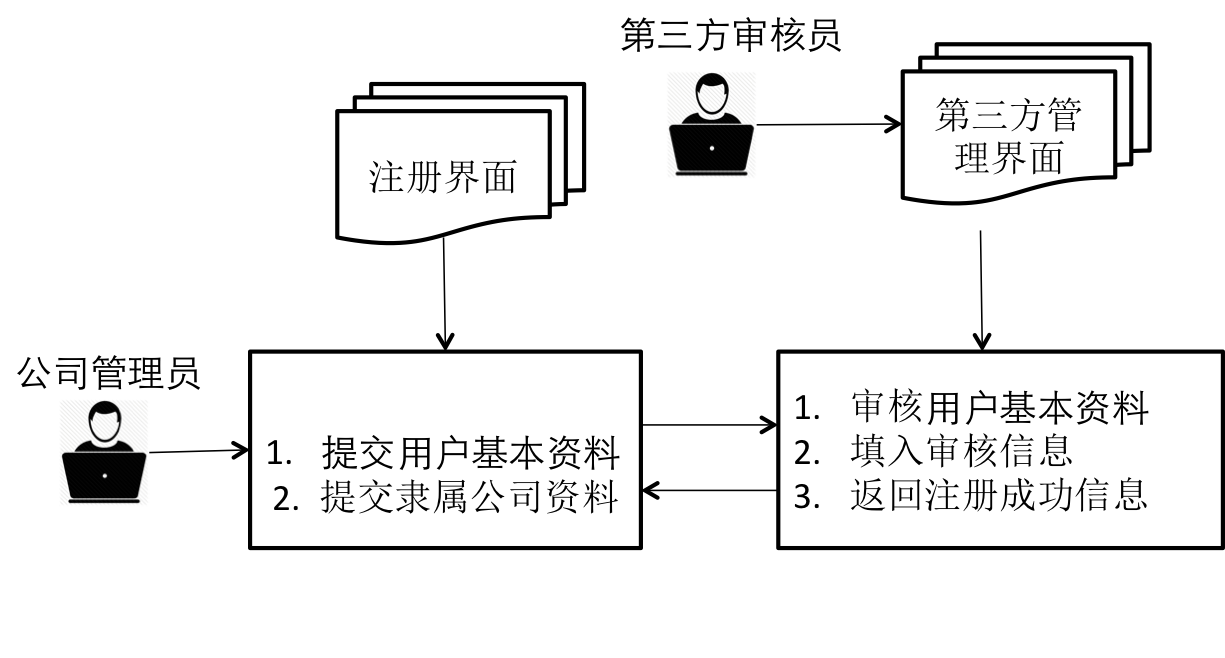 第三方审核员
注册界面
第三方管
理界面
公司管理员
1. 提交用户基本资料
2. 提交隶属公司资料
1. 审核用户基本资料
2. 填入审核信息
3. 返回注册成功信息